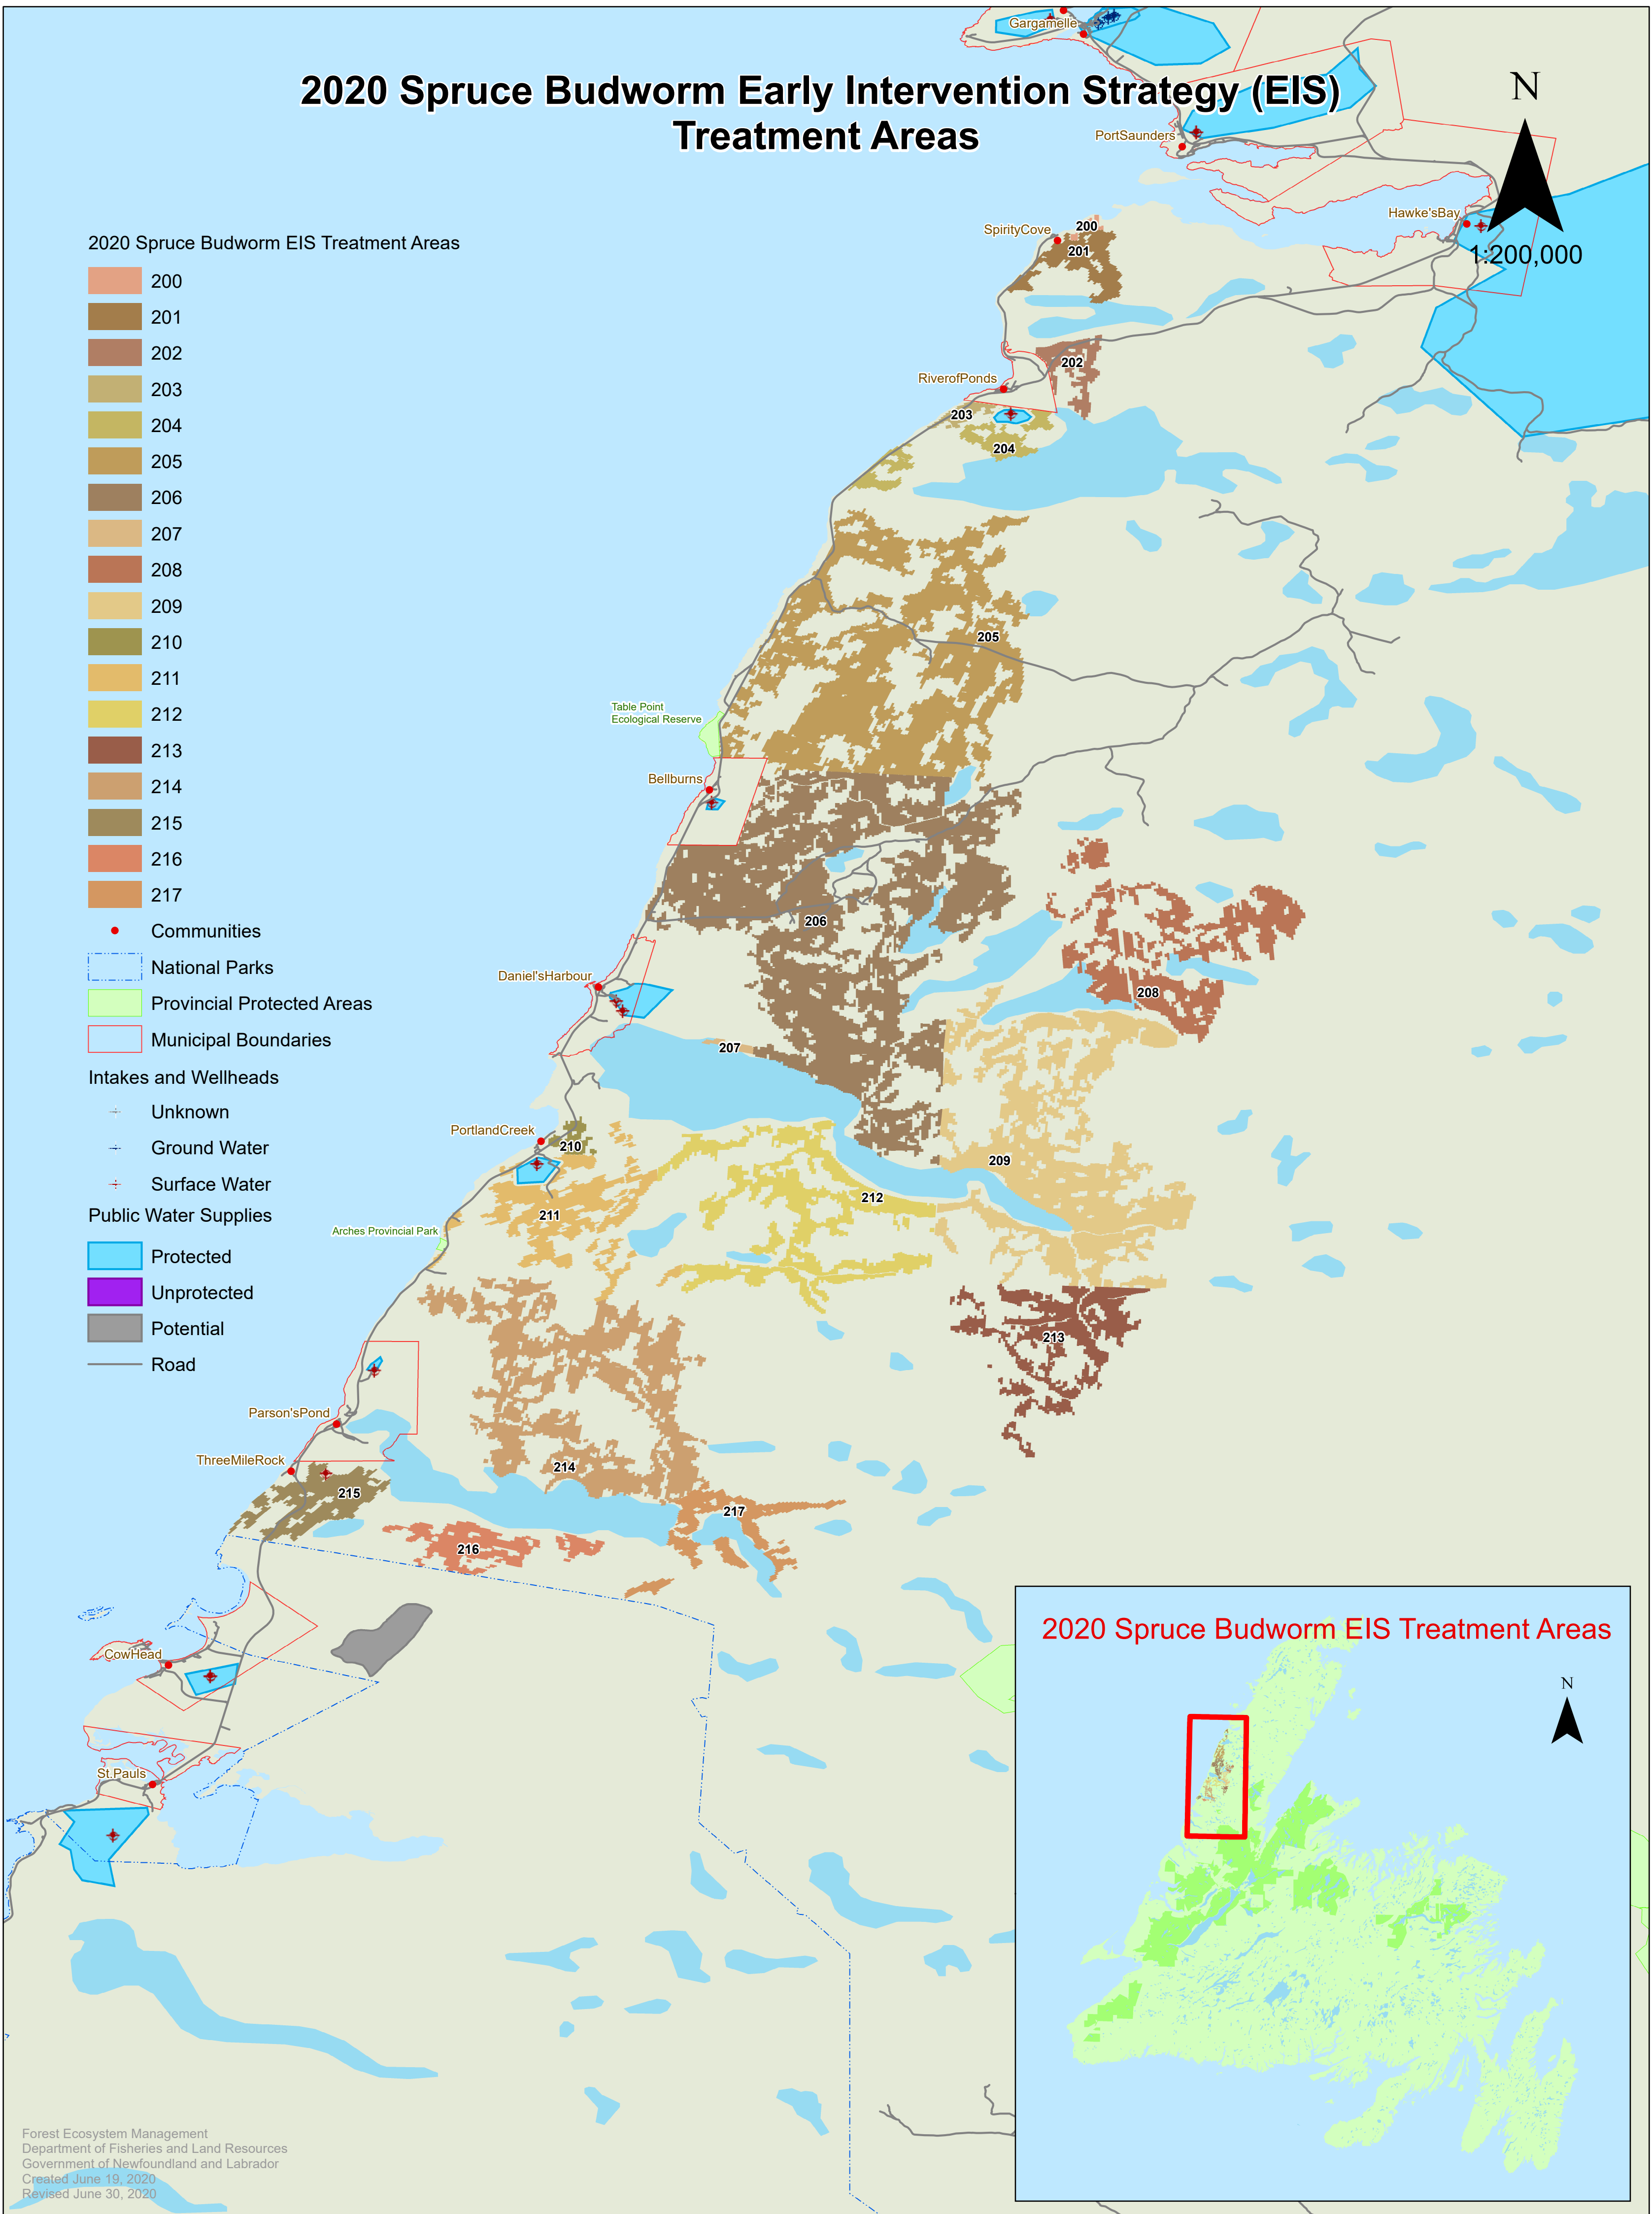 Gargamelle
2020 Spruce Budworm Early Intervention Strategy (EIS)
Treatment Areas
N
1:200,000
PortSaunders
Hawke'sBay
SpirityCove
200
201
202
RiverofPonds
203
204
205
Table Point
Ecological Reserve
Bellburns
206
208
Daniel'sHarbour
207
PortlandCreek
210
209
212
211
Arches Provincial Park
213
Parson'sPond
ThreeMileRock
214
215
217
216
CowHead
St.Pauls
2020 Spruce Budworm EIS Treatment Areas
200
201
202
203
204
205
206
207
208
209
210
211
212
213
214
215
216
217
Communities
National Parks
Provincial Protected Areas
Municipal Boundaries
Intakes and Wellheads
Unknown
Ground Water
Surface Water
Public Water Supplies
Protected
Unprotected
Potential
Road
2020 Spruce Budworm EIS Treatment Areas
N
Forest Ecosystem Management
Department of Fisheries and Land Resources
Government of Newfoundland and Labrador
Created June 19, 2020
Revised June 30, 2020